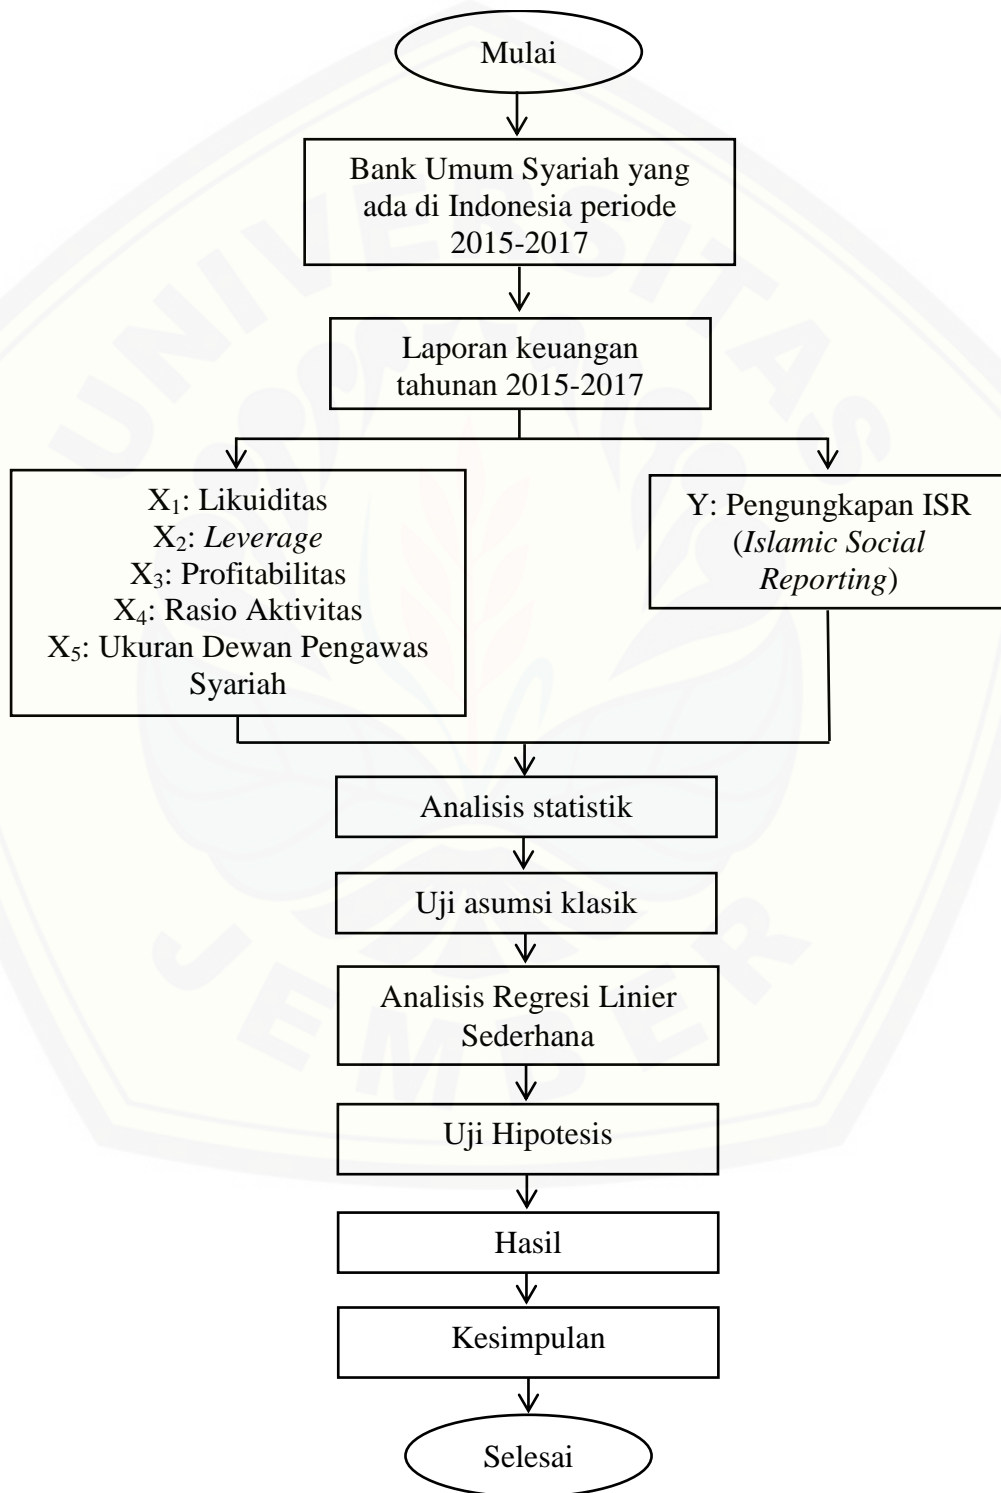 Mulai
Bank Umum Syariah yang
ada di Indonesia periode
2015-2017
Laporan keuangan
tahunan 2015-2017
X₁: Likuiditas
X₂: Leverage
X₃: Profitabilitas
X₄: Rasio Aktivitas
X₅: Ukuran Dewan Pengawas
Syariah
Y: Pengungkapan ISR
(Islamic Social
Reporting)
Analisis statistik
Uji asumsi klasik
Analisis Regresi Linier
Sederhana
Uji Hipotesis
Hasil
Kesimpulan
Selesai
UNIVERSITAS
JEMBER